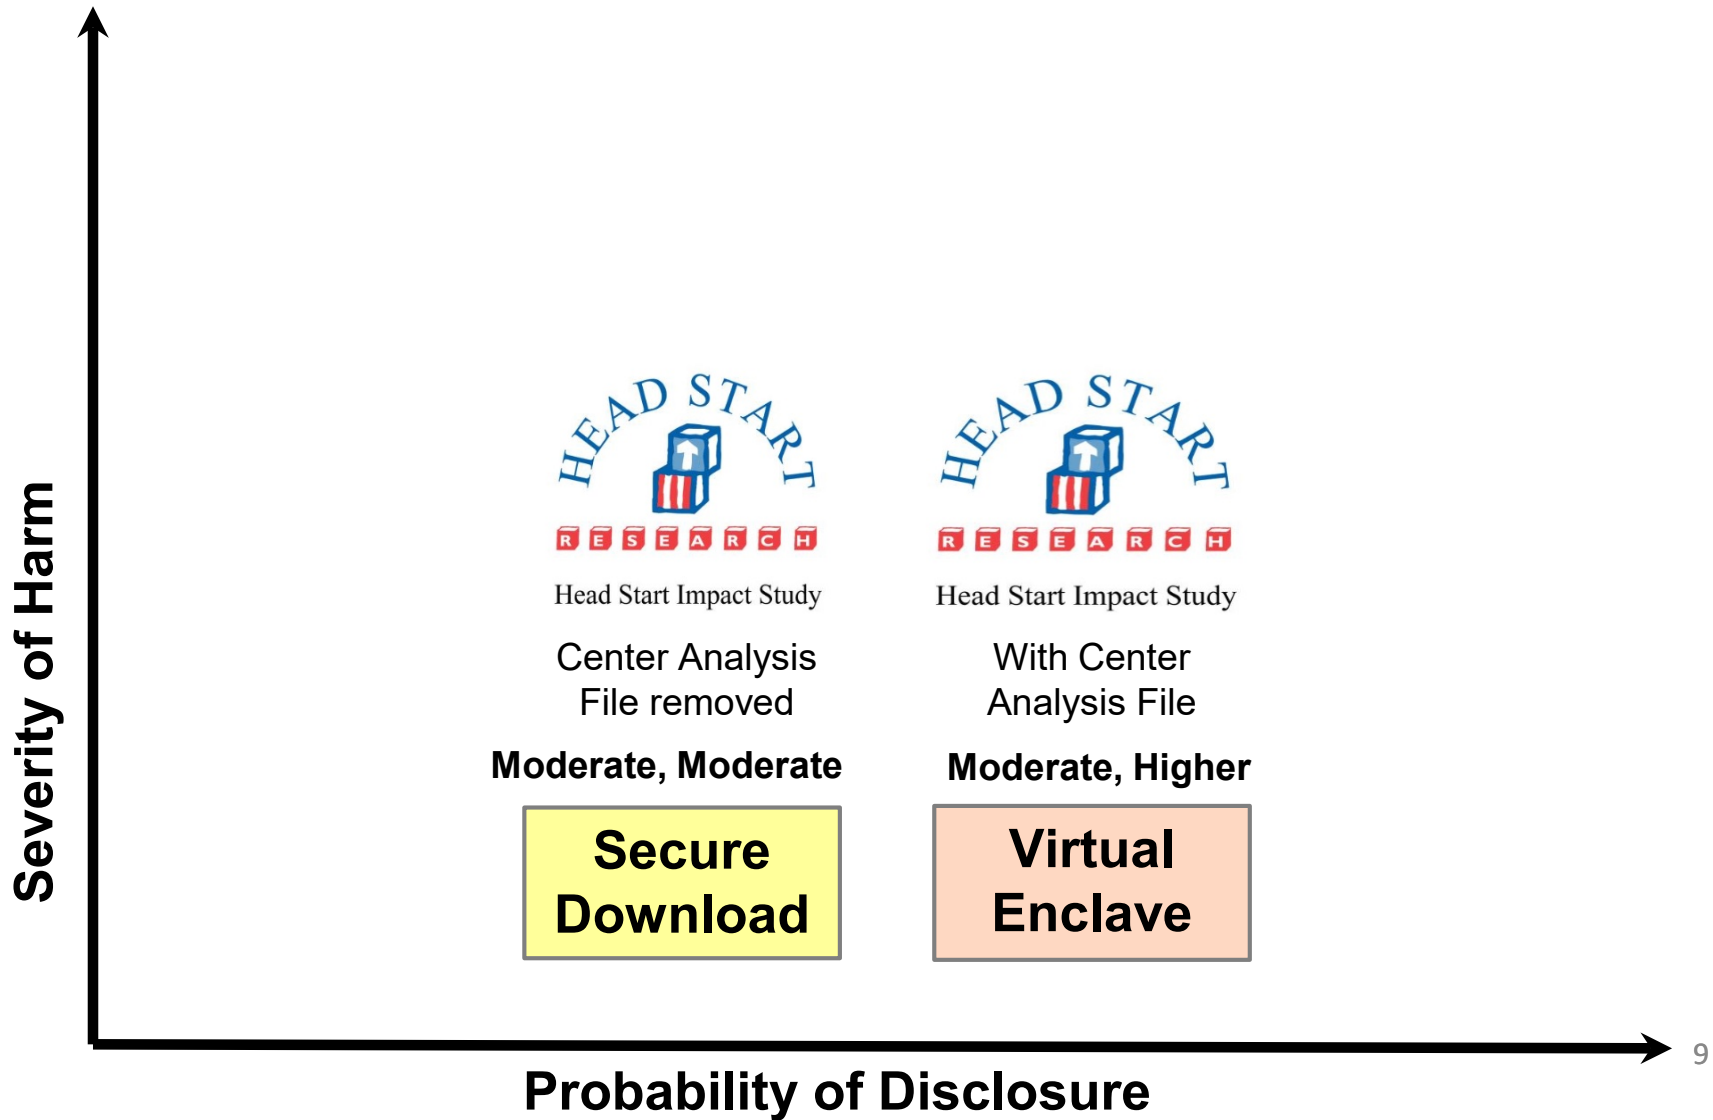 Severity of Harm
HEAD START
RESEARCH
Head Start Impact Study
Center Analysis
File removed
Moderate, Moderate
Secure
Download
HEAD START
RESEARCH
Head Start Impact Study
With Center
Analysis File
Moderate, Higher
Virtual
Enclave
Probability of Disclosure
9